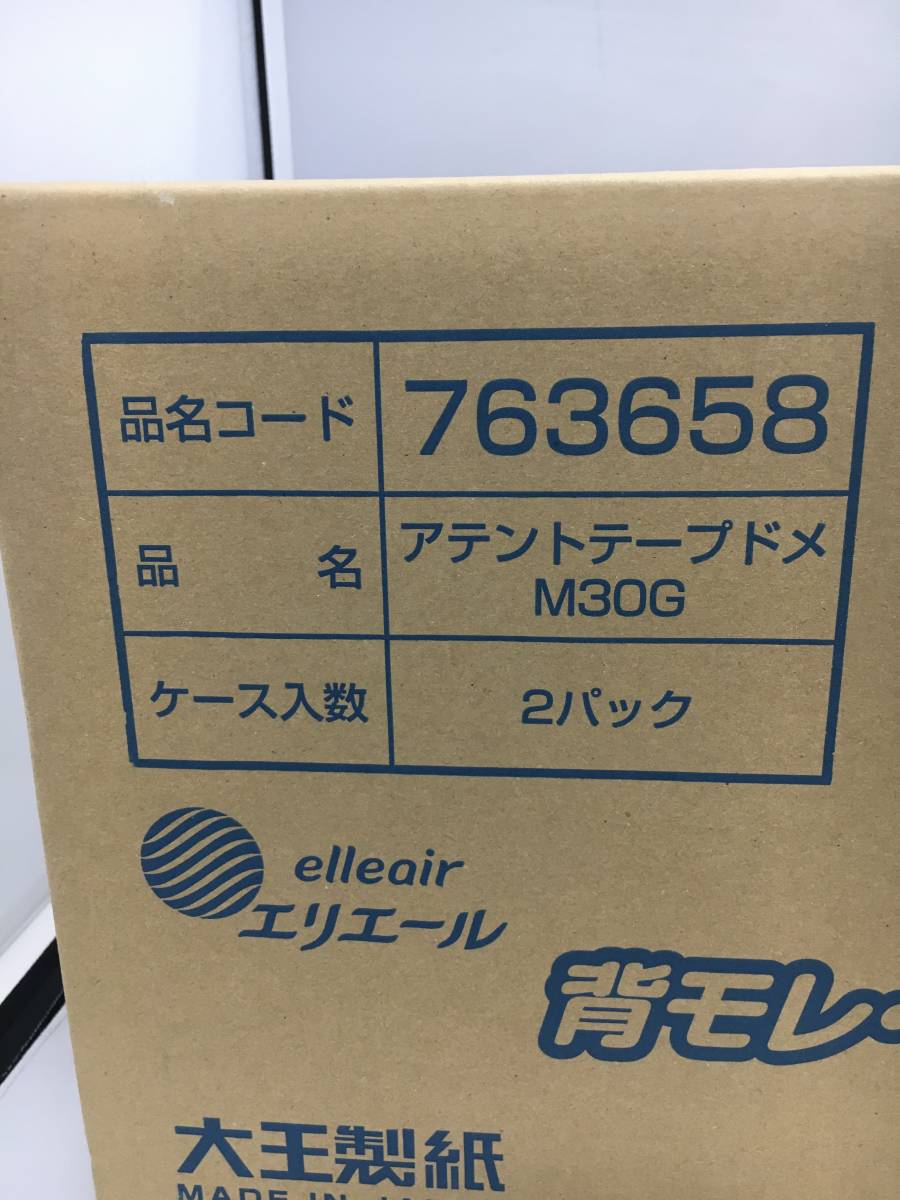 品名コード 763658
品名 アテントテープドメ
M30G
ケース入数 2パック
elleair
エリエール
背モレ・
大王製紙
MADE IN